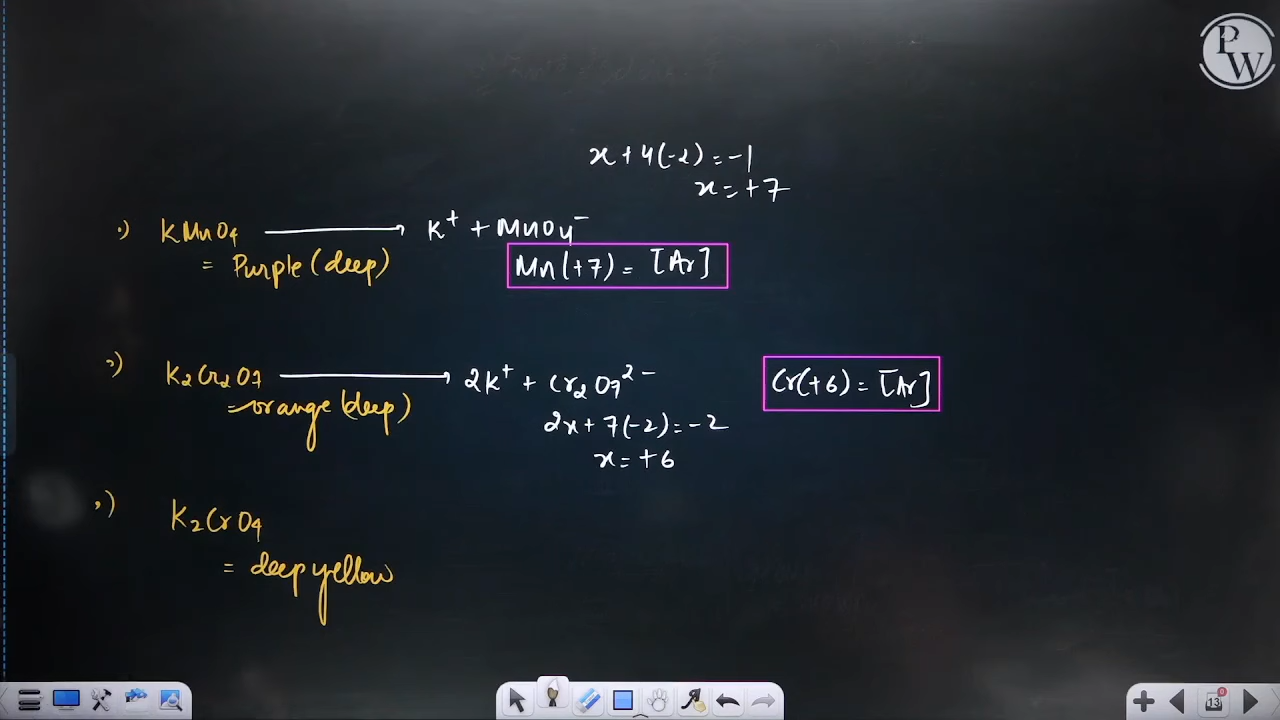 PW
x + 4(-2) = -1
x = +7
•) KMnO₄ ⟶ K⁺ + MnO₄⁻
= Purple (deep)
Mn(+7) = [Ar]
•) K₂Cr₂O₇ ⟶ 2K⁺ + Cr₂O₇²⁻
Cr(+6) = [Ar]
= orange (deep)
2x + 7(-2) = -2
x = +6
•) K₂CrO₄
= deep yellow
13